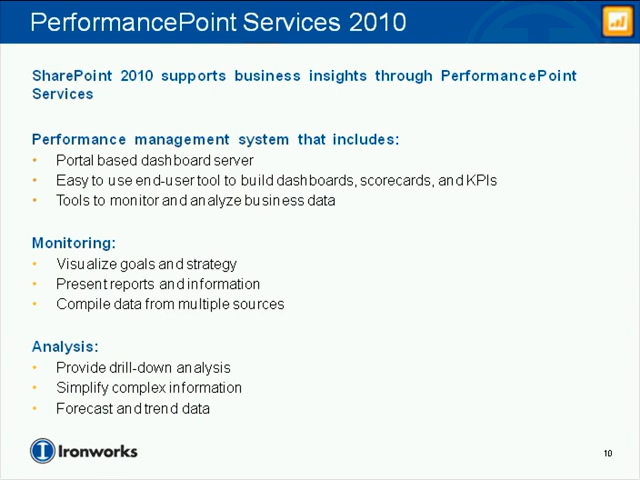 PerformancePoint Services 2010
SharePoint 2010 supports business insights through PerformancePoint
Services
Performance management system that includes:
• Portal based dashboard server
• Easy to use end-user tool to build dashboards, scorecards, and KPIs
• Tools to monitor and analyze business data
Monitoring:
• Visualize goals and strategy
• Present reports and information
• Compile data from multiple sources
Analysis:
• Provide drill-down analysis
• Simplify complex information
• Forecast and trend data
Ironworks
10